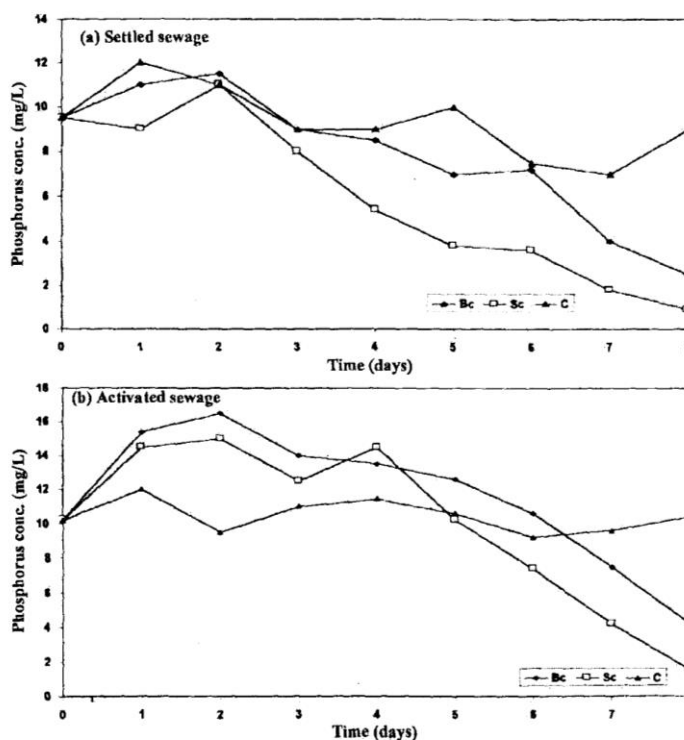 (a) Settled sewage
Phosphorus conc. (mg/L)
14
12
10
8
6
4
2
0
Bc Sc C
0 1 2 3 4 5 6 7
Time (days)
(b) Activated sewage
Phosphorus conc. (mg/L)
18
16
14
12
10
8
6
4
2
0
Bc Sc C
0 1 2 3 4 5 6 7
Time (days)